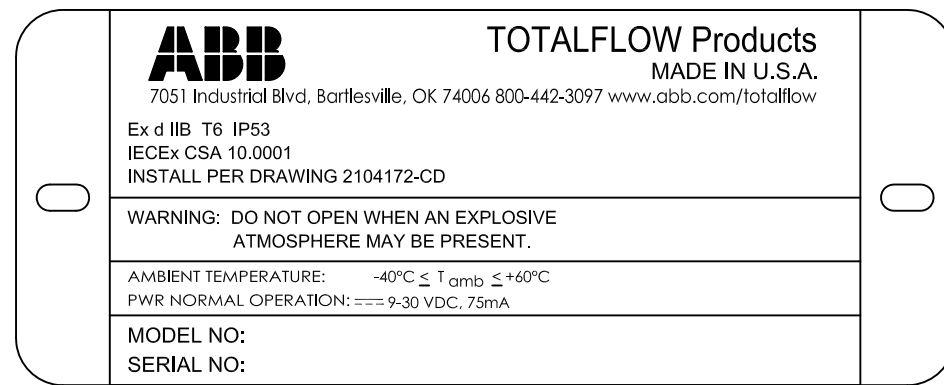 ABB
TOTALFLOW Products
MADE IN U.S.A.
7051 Industrial Blvd, Bartlesville, OK 74006 800-442-3097 www.abb.com/totalflow
Ex d IIB T6 IP53
IECEx CSA 10.0001
INSTALL PER DRAWING 2104172-CD
WARNING: DO NOT OPEN WHEN AN EXPLOSIVE
ATMOSPHERE MAY BE PRESENT.
AMBIENT TEMPERATURE: -40°C ≤ T amb ≤ +60°C
PWR NORMAL OPERATION: ⎓ 9-30 VDC, 75mA
MODEL NO:
SERIAL NO: